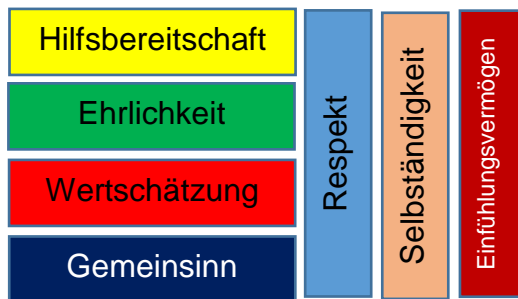 Hilfsbereitschaft
Ehrlichkeit
Wertschätzung
Gemeinsinn
Respekt
Selbständigkeit
Einfühlungsvermögen